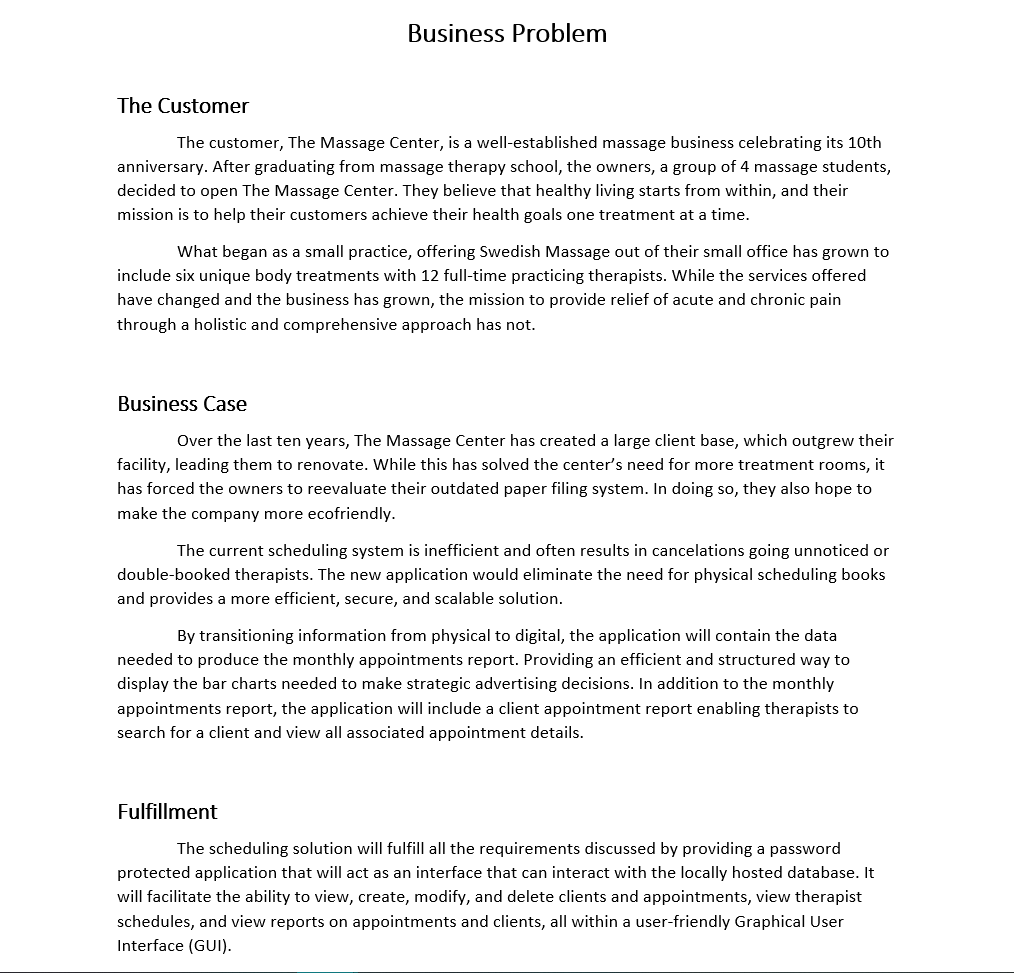 Business Problem
The Customer
The customer, The Massage Center, is a well-established massage business celebrating its 10th
anniversary. After graduating from massage therapy school, the owners, a group of 4 massage students,
decided to open The Massage Center. They believe that healthy living starts from within, and their
mission is to help their customers achieve their health goals one treatment at a time.
What began as a small practice, offering Swedish Massage out of their small office has grown to
include six unique body treatments with 12 full-time practicing therapists. While the services offered
have changed and the business has grown, the mission to provide relief of acute and chronic pain
through a holistic and comprehensive approach has not.
Business Case
Over the last ten years, The Massage Center has created a large client base, which outgrew their
facility, leading them to renovate. While this has solved the center’s need for more treatment rooms, it
has forced the owners to reevaluate their outdated paper filing system. In doing so, they also hope to
make the company more ecofriendly.
The current scheduling system is inefficient and often results in cancelations going unnoticed or
double-booked therapists. The new application would eliminate the need for physical scheduling books
and provides a more efficient, secure, and scalable solution.
By transitioning information from physical to digital, the application will contain the data
needed to produce the monthly appointments report. Providing an efficient and structured way to
display the bar charts needed to make strategic advertising decisions. In addition to the monthly
appointments report, the application will include a client appointment report enabling therapists to
search for a client and view all associated appointment details.
Fulfillment
The scheduling solution will fulfill all the requirements discussed by providing a password
protected application that will act as an interface that can interact with the locally hosted database. It
will facilitate the ability to view, create, modify, and delete clients and appointments, view therapist
schedules, and view reports on appointments and clients, all within a user-friendly Graphical User
Interface (GUI).